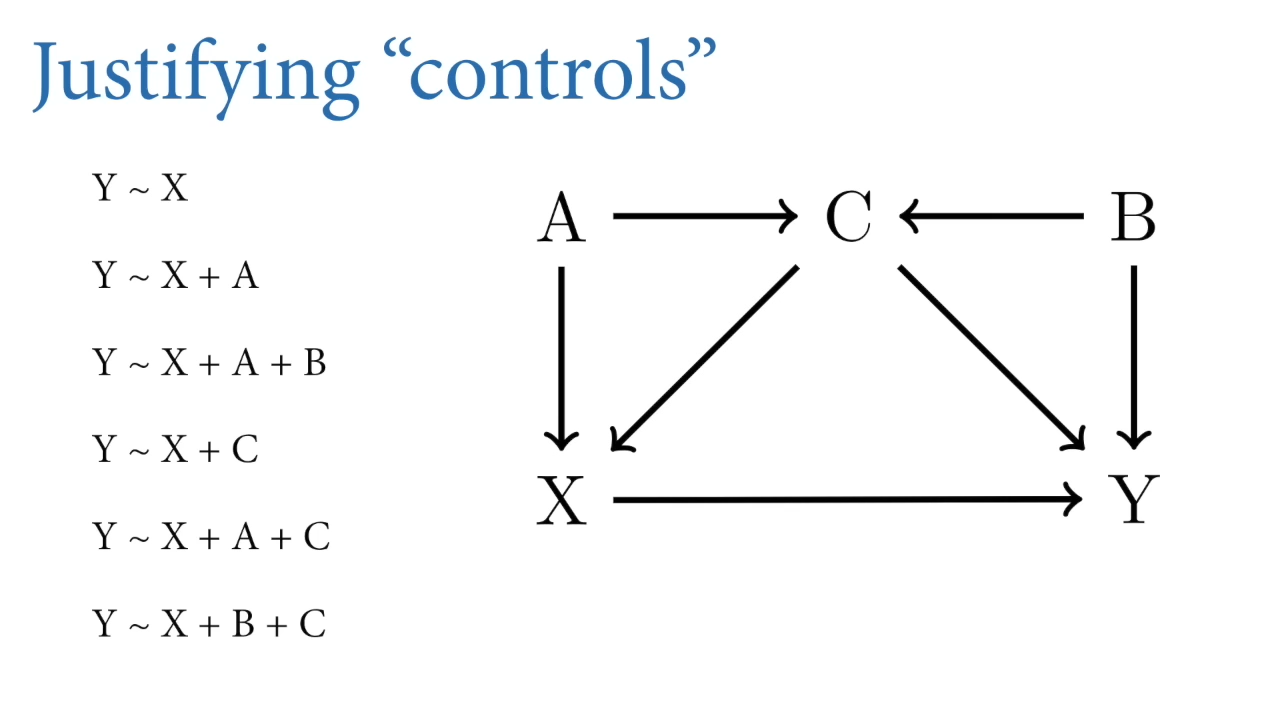 Justifying “controls”
Y ~ X
Y ~ X + A
Y ~ X + A + B
Y ~ X + C
Y ~ X + A + C
Y ~ X + B + C
A C B
X Y